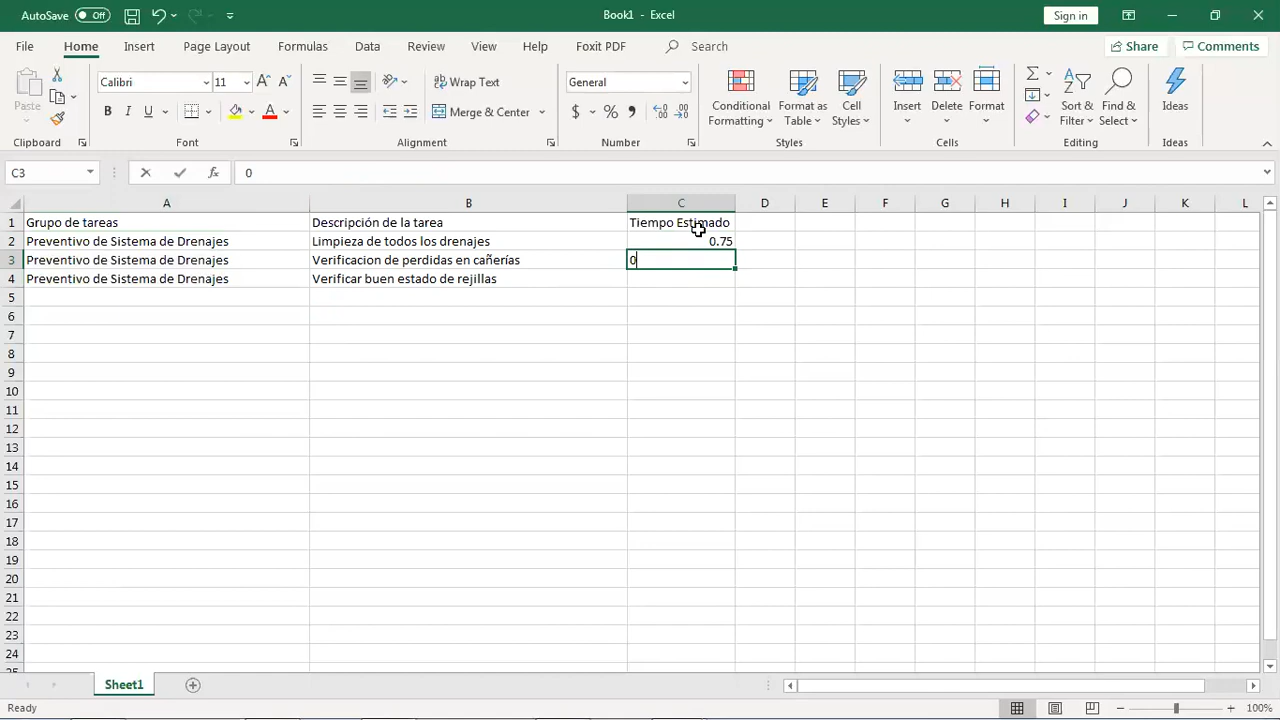 AutoSave Off Book1 - Excel Sign in
File Home Insert Page Layout Formulas Data Review View Help Foxit PDF Search Share Comments
Paste Calibri 11 Wrap Text General Conditional Formatting Format as Table Cell Styles Insert Delete Format Sort & Filter Find & Select Ideas
B I U Merge & Center $ %
Clipboard Font Alignment Number Styles Cells Editing Ideas
C3 fx 0
A B C D E F G H I J K L
1 Grupo de tareas Descripción de la tarea Tiempo Estimado
2 Preventivo de Sistema de Drenajes Limpieza de todos los drenajes 0.75
3 Preventivo de Sistema de Drenajes Verificacion de perdidas en cañerías 0
4 Preventivo de Sistema de Drenajes Verificar buen estado de rejillas
5
6
7
8
9
10
11
12
13
14
15
16
17
18
19
20
21
22
23
24
25
Sheet1
Ready 100%